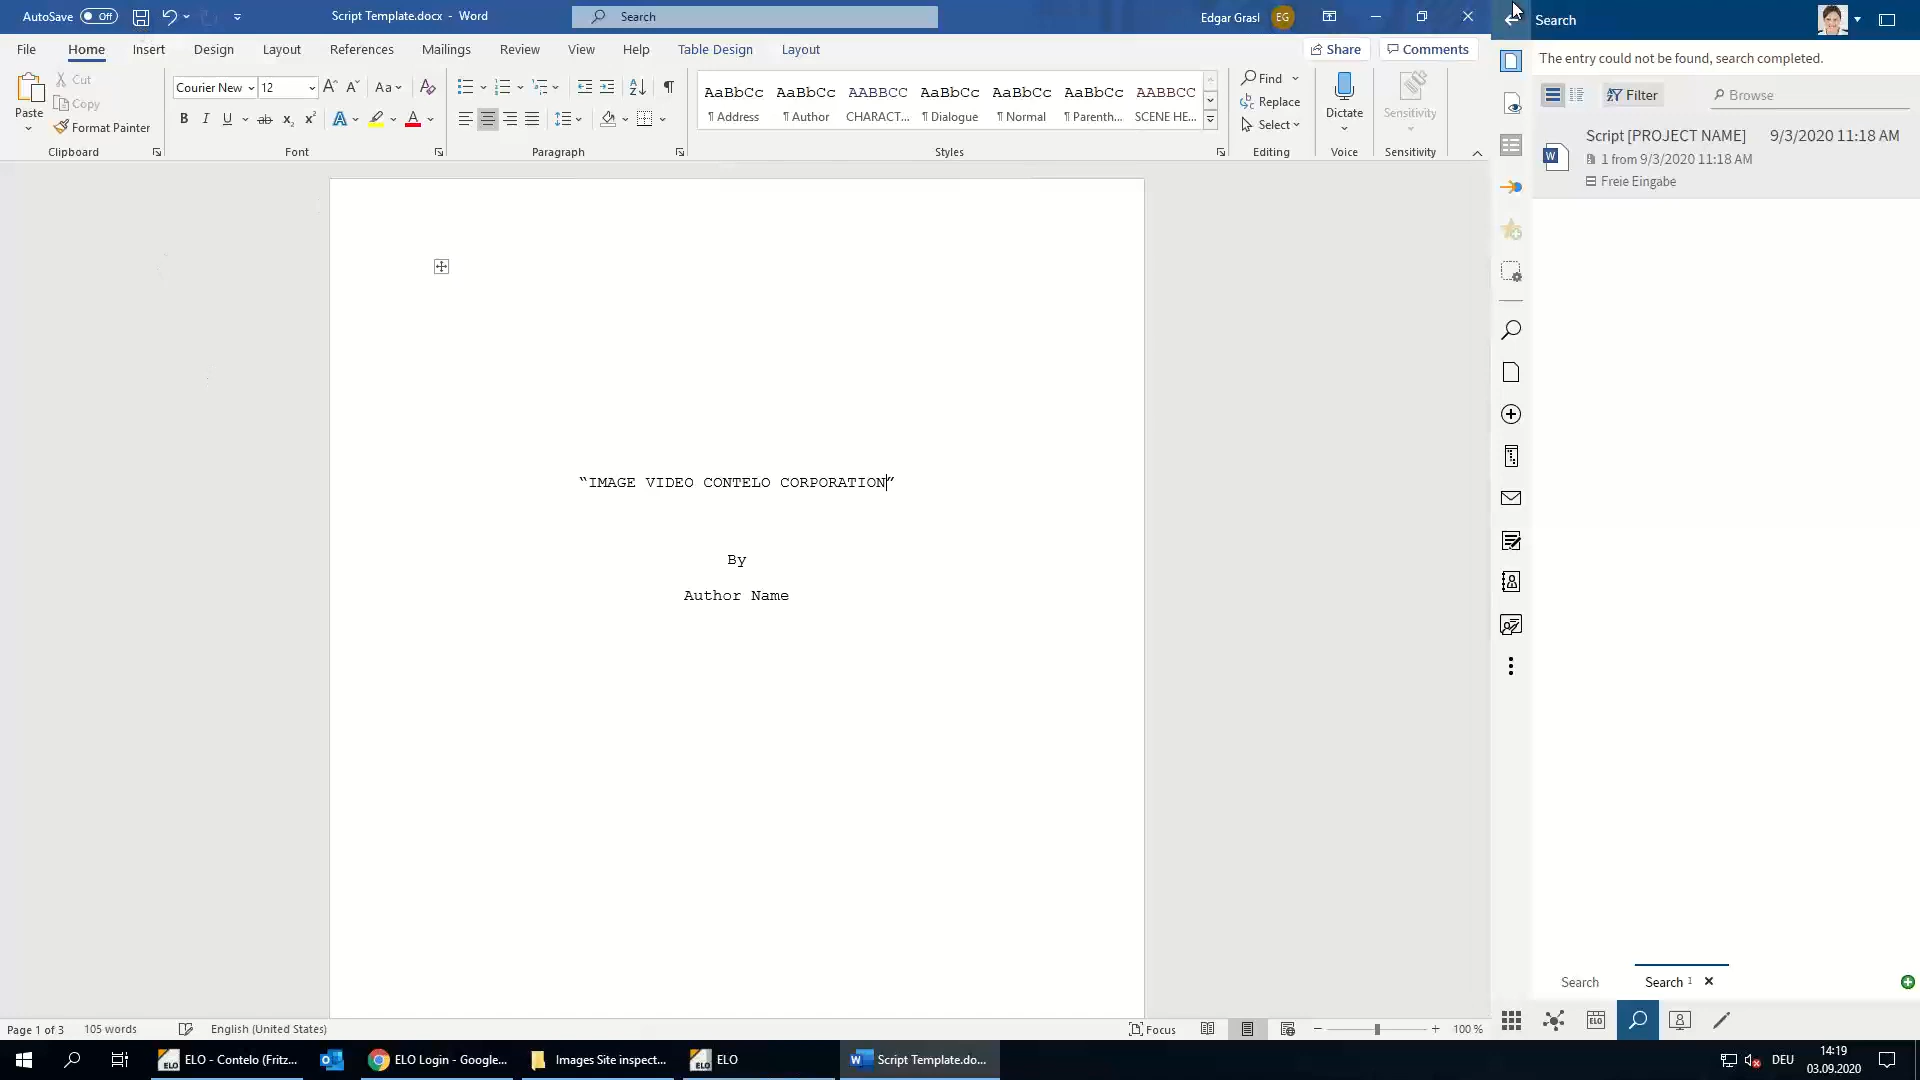 AutoSave Off
Script Template.docx - Word
Search
Edgar Grasl EG
Search
File Home Insert Design Layout References Mailings Review View Help Table Design Layout
Share Comments
The entry could not be found, search completed.
Paste
Cut
Copy
Format Painter
Clipboard
Courier New 12
Font
Paragraph
AaBbCc AaBbCc AABBCC AaBbCc AaBbCc AaBbCc AABBCC
¶ Address ¶ Author CHARACT... ¶ Dialogue ¶ Normal ¶ Parenth... SCENE HE...
Styles
Find
Replace
Select
Editing
Dictate
Voice
Sensitivity
Sensitivity
Filter
Browse
Script [PROJECT NAME] 9/3/2020 11:18 AM
1 from 9/3/2020 11:18 AM
Freie Eingabe
“IMAGE VIDEO CONTELO CORPORATION”
By
Author Name
Search Search 1
Page 1 of 3 105 words English (United States)
Focus
100 %
ELO - Contelo (Fritz...
ELO Login - Google...
Images Site inspect...
ELO
Script Template.do...
DEU
14:19
03.09.2020